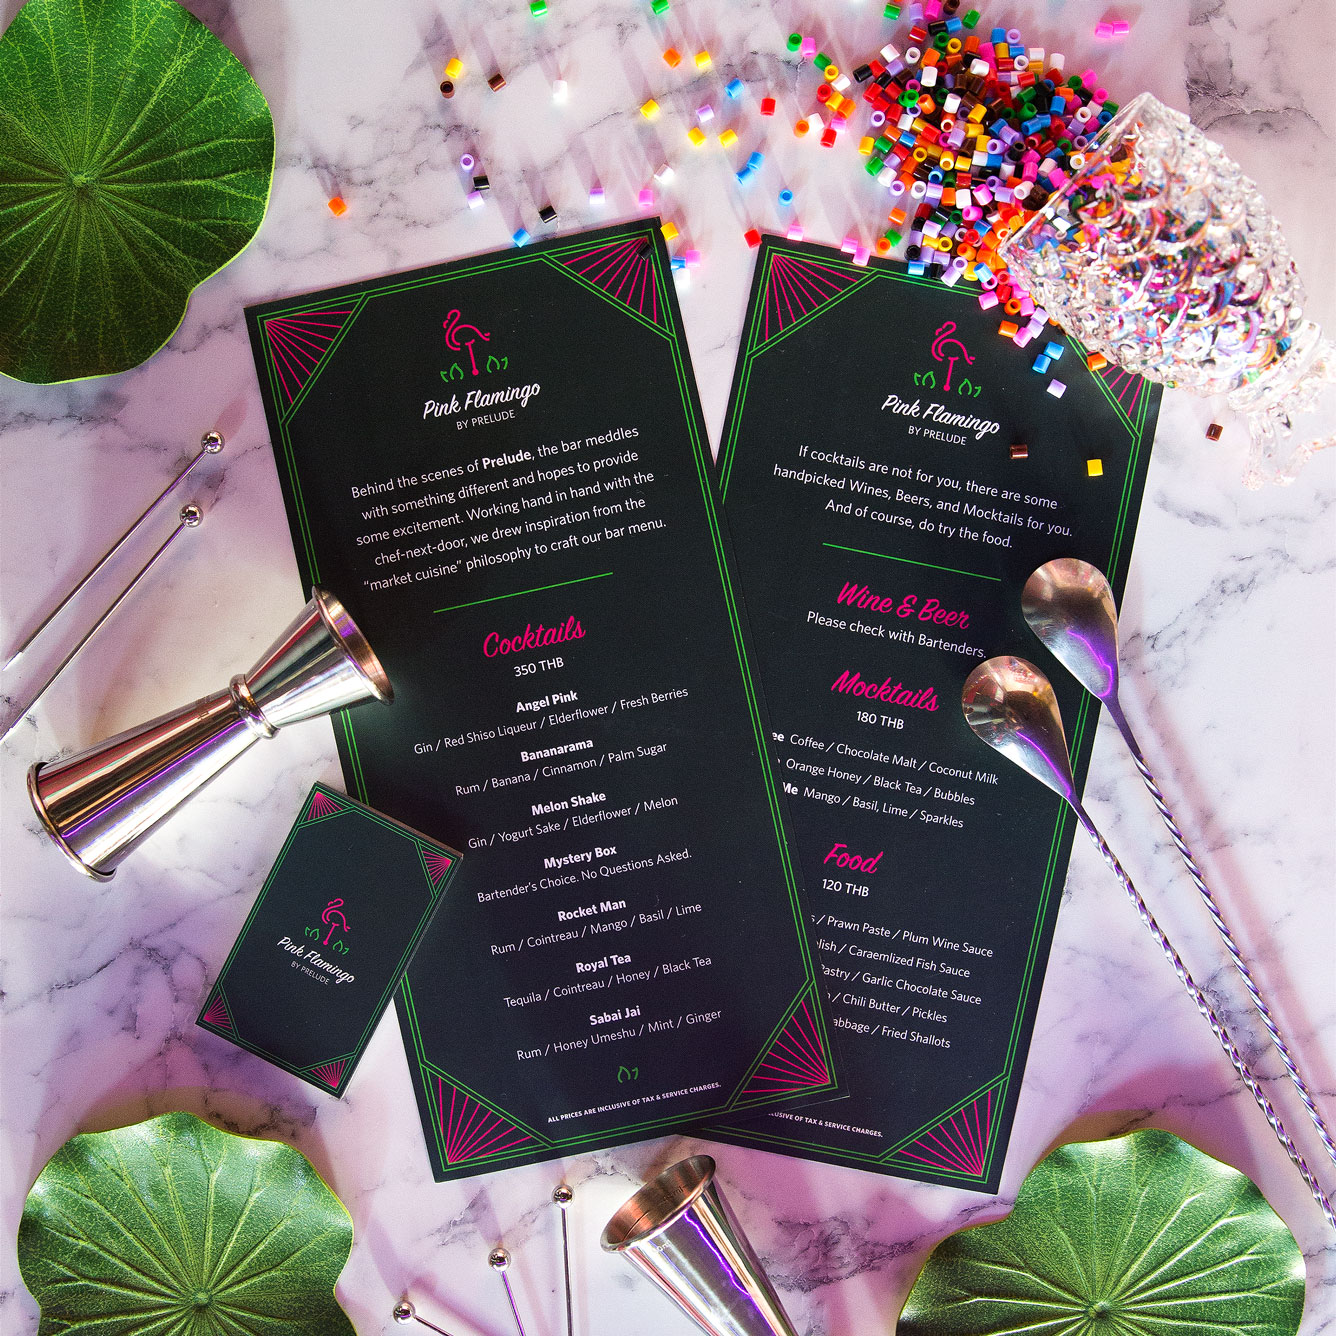 Pink Flamingo
BY PRELUDE
Behind the scenes of Prelude, the bar meddles
with something different and hopes to provide
some excitement. Working hand in hand with the
chef-next-door, we drew inspiration from the
“market cuisine” philosophy to craft our bar menu.
Cocktails
350 THB
Angel Pink
Gin / Red Shiso Liqueur / Elderflower / Fresh Berries
Bananarama
Rum / Banana / Cinnamon / Palm Sugar
Melon Shake
Gin / Yogurt Sake / Elderflower / Melon
Mystery Box
Bartender's Choice. No Questions Asked.
Rocket Man
Rum / Cointreau / Mango / Basil / Lime
Royal Tea
Tequila / Cointreau / Honey / Black Tea
Sabai Jai
Rum / Honey Umeshu / Mint / Ginger
ALL PRICES ARE INCLUSIVE OF TAX & SERVICE CHARGES.
Pink Flamingo
BY PRELUDE
If cocktails are not for you, there are some
handpicked Wines, Beers, and Mocktails for you.
And of course, do try the food.
Wine & Beer
Please check with Bartenders.
Mocktails
180 THB
Coffee / Chocolate Malt / Coconut Milk
Orange Honey / Black Tea / Bubbles
Me Mango / Basil, Lime / Sparkles
Food
120 THB
/ Prawn Paste / Plum Wine Sauce
/ Caraemlized Fish Sauce
Pastry / Garlic Chocolate Sauce
/ Chili Butter / Pickles
/ Fried Shallots
OF TAX & SERVICE CHARGES.
Pink Flamingo
BY PRELUDE